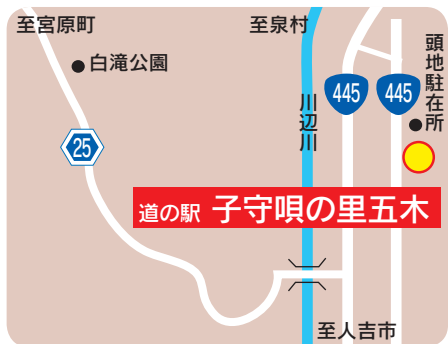 至宮原町
至泉村
白滝公園
頭地駐在所
445
445
川辺川
25
道の駅 子守唄の里五木
至人吉市